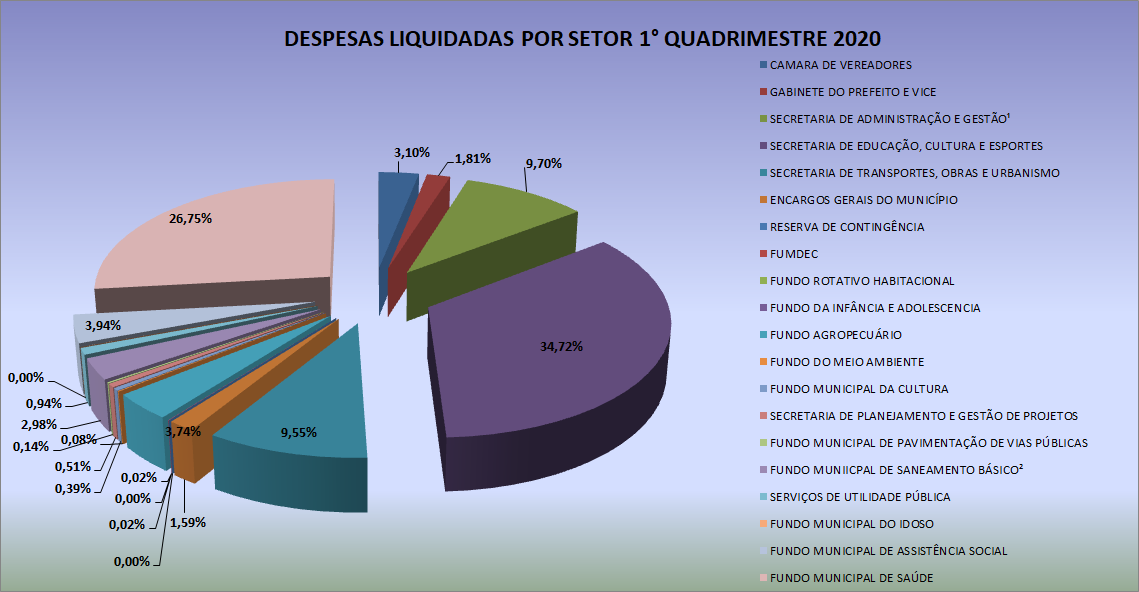 DESPESAS LIQUIDADAS POR SETOR 1° QUADRIMESTRE 2020
CAMARA DE VEREADORES
GABINETE DO PREFEITO E VICE
SECRETARIA DE ADMINISTRAÇÃO E GESTÃO¹
SECRETARIA DE EDUCAÇÃO, CULTURA E ESPORTES
SECRETARIA DE TRANSPORTES, OBRAS E URBANISMO
ENCARGOS GERAIS DO MUNICÍPIO
RESERVA DE CONTINGÊNCIA
FUMDEC
FUNDO ROTATIVO HABITACIONAL
FUNDO DA INFÂNCIA E ADOLESCENCIA
FUNDO AGROPECUÁRIO
FUNDO DO MEIO AMBIENTE
FUNDO MUNICIPAL DA CULTURA
SECRETARIA DE PLANEJAMENTO E GESTÃO DE PROJETOS
FUNDO MUNICIPAL DE PAVIMENTAÇÃO DE VIAS PÚBLICAS
FUNDO MUNIICPAL DE SANEAMENTO BÁSICO²
SERVIÇOS DE UTILIDADE PÚBLICA
FUNDO MUNICIPAL DO IDOSO
FUNDO MUNICIPAL DE ASSISTÊNCIA SOCIAL
FUNDO MUNICIPAL DE SAÚDE
3,10%
1,81%
9,70%
34,72%
9,55%
1,59%
0,00%
0,02%
0,00%
0,02%
3,74%
0,39%
0,51%
0,08%
0,14%
2,98%
0,94%
0,00%
3,94%
26,75%